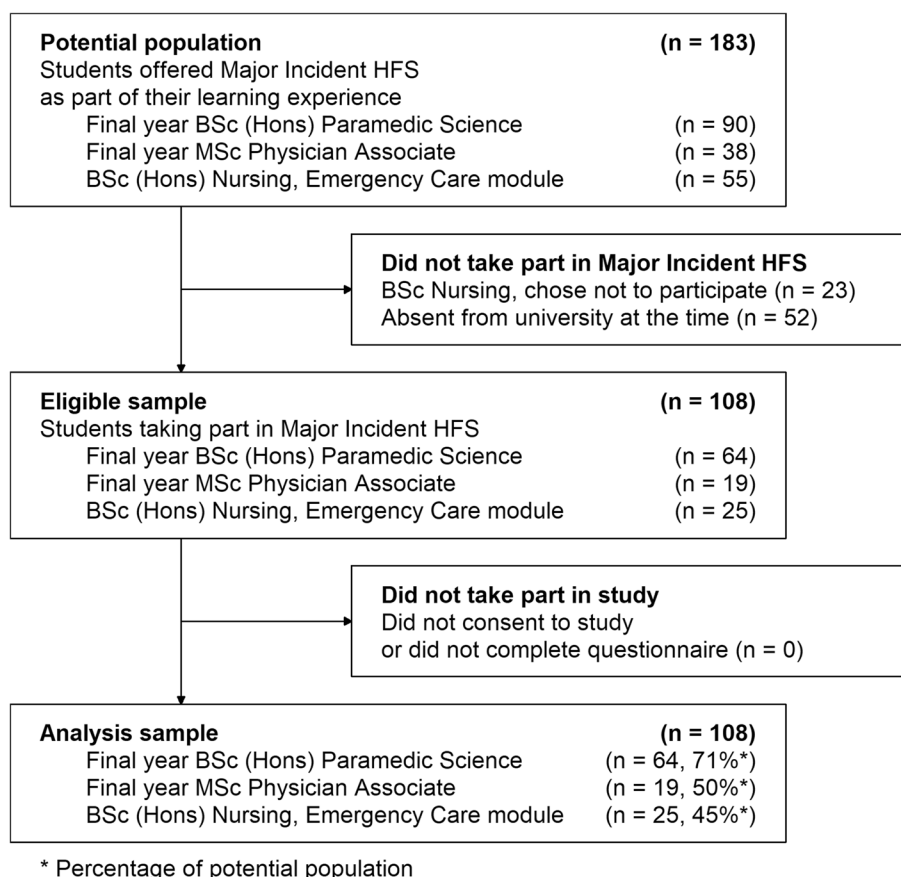 Potential population (n = 183)
Students offered Major Incident HFS
as part of their learning experience
Final year BSc (Hons) Paramedic Science (n = 90)
Final year MSc Physician Associate (n = 38)
BSc (Hons) Nursing, Emergency Care module (n = 55)
Did not take part in Major Incident HFS
BSc Nursing, chose not to participate (n = 23)
Absent from university at the time (n = 52)
Eligible sample (n = 108)
Students taking part in Major Incident HFS
Final year BSc (Hons) Paramedic Science (n = 64)
Final year MSc Physician Associate (n = 19)
BSc (Hons) Nursing, Emergency Care module (n = 25)
Did not take part in study
Did not consent to study
or did not complete questionnaire (n = 0)
Analysis sample (n = 108)
Final year BSc (Hons) Paramedic Science (n = 64, 71%*)
Final year MSc Physician Associate (n = 19, 50%*)
BSc (Hons) Nursing, Emergency Care module (n = 25, 45%*)
* Percentage of potential population